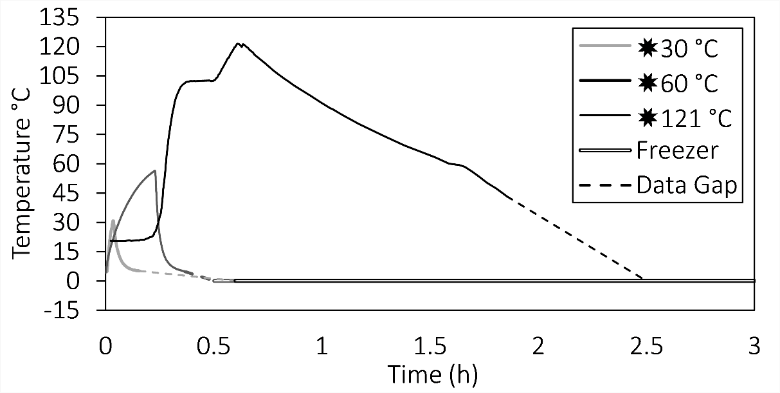 135
120
105
90
75
60
45
30
15
0
-15
Temperature °C
0 0.5 1 1.5 2 2.5 3
Time (h)
✸30 °C
✸60 °C
✸121 °C
Freezer
Data Gap